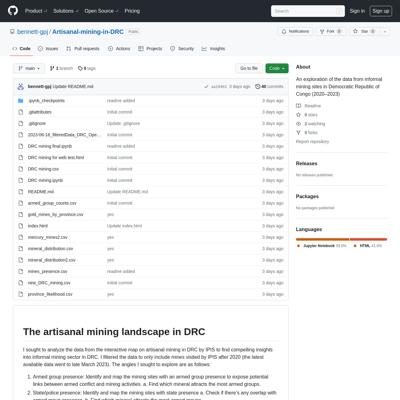 Product Solutions Open Source Pricing
Search
Sign in Sign up
bennett-gpj / Artisanal-mining-in-DRC Public
Notifications Fork 0 Star 0
Code Issues Pull requests Actions Projects Security Insights
main 1 branch 0 tags
Go to file Code
bennett-gpj Update README.md
3 days ago 40 commits
.ipynb_checkpoints readme added 3 days ago
.gitattributes initial commit 3 days ago
.gitignore Update .gitignore 3 days ago
2023-06-18_filteredData_DRC_Ope... initial commit 3 days ago
DRC mining final.ipynb readme added 3 days ago
DRC mining for web test.html initial commit 3 days ago
DRC mining.csv initial commit 3 days ago
DRC mining.ipynb initial commit 3 days ago
README.md Update README.md 3 days ago
armed_group_counts.csv initial commit 3 days ago
gold_mines_by_province.csv yes 3 days ago
index.html Update index.html 3 days ago
mercury_mines2.csv yes 3 days ago
mineral_distribution.csv yes 3 days ago
mineral_distribution2.csv yes 3 days ago
mines_presence.csv readme added 3 days ago
new_DRC_mining.csv initial commit 3 days ago
province_likelihood.csv yes 3 days ago
About
An exploration of the data from informal
mining sites in Democratic Republic of
Congo (2020–2023)
Readme
0 stars
2 watching
0 forks
Report repository
Releases
No releases published
Packages
No packages published
Languages
Jupyter Notebook HTML
The artisanal mining landscape in DRC
I sought to analyze the data from the interactive map on artisanal mining in DRC by IPIS to find compelling insights
into informal mining sector in DRC. I filtered the data to only include mines visited by IPIS after 2020 (the latest
available data went to late March 2023). The angles I sought to explore are as follows:
1. Armed group presence: Identify and map the mining sites with an armed group presence to expose potential
links between armed conflict and mining activities. a. Find which mineral attracts the most armed groups.
2. State/police presence: Identify and map the mining sites with state presence a. Check if there's any overlap with